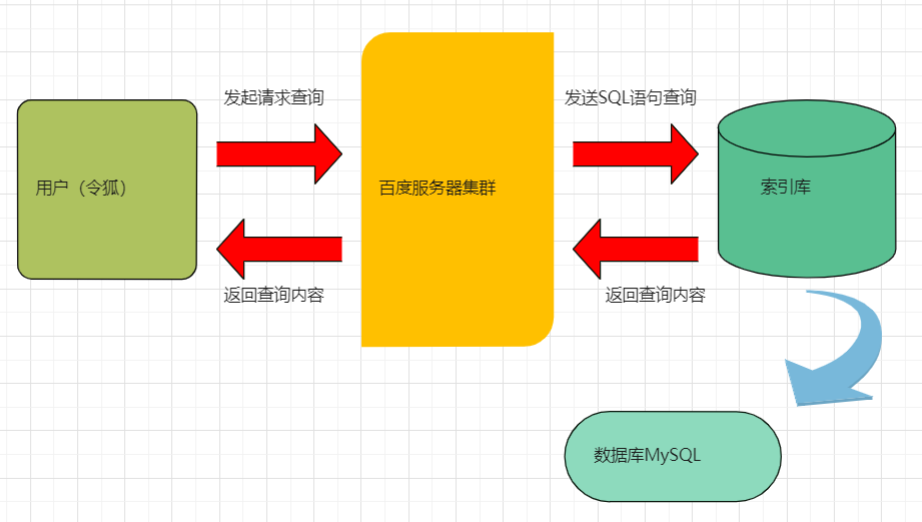 发起请求查询
发送SQL语句查询
用户（令狐）
百度服务器集群
索引库
返回查询内容
返回查询内容
数据库MySQL